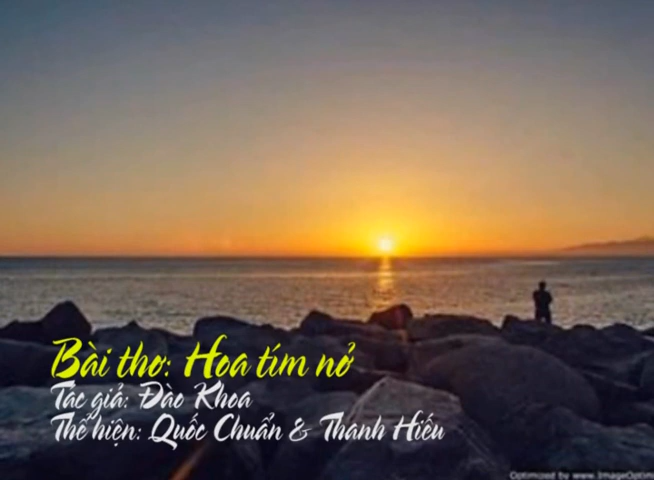 Bài thơ: Hoa tím nở
Tác giả: Đào Khoa
Thể hiện: Quốc Chuẩn & Thanh Hiếu
Optimized by www.ImageOptim